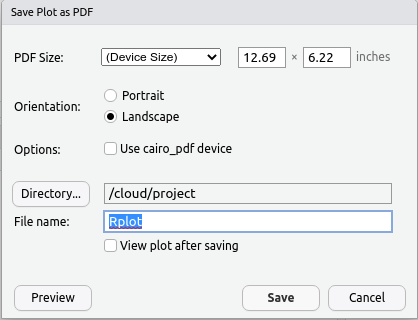 Save Plot as PDF
PDF Size: (Device Size) 12.69 × 6.22 inches
Orientation: Portrait
Landscape
Options: Use cairo_pdf device
Directory... /cloud/project
File name: Rplot
View plot after saving
Preview Save Cancel